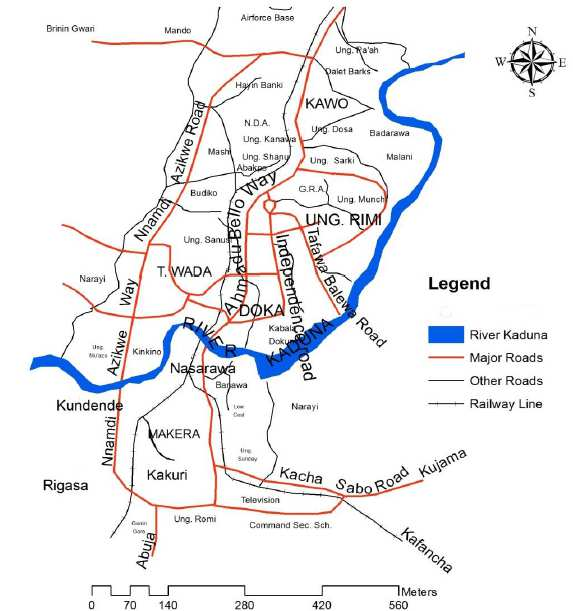 Airforce Base
Brinin Gwari
Mando
Ung. Pa'ah
Dalet Barks
Hayin Banki
KAWO
N.D.A.
Ung. Dosa
Badarawa
Ung. Kanawa
Malani
Mashi
Ung. Shanu
Abakpa
Ung. Sarki
Nnamdi Azikwe Road
Budiko
G.R.A.
Ung. Munchi
UNG. RIMI
Ung. Sanusi
Ahmadu Bello Way
Independence road
Tafawa Balewa Road
Narayi
T. WADA
DOKA
Kabala
Ung.
Kinkino
RIVER KADUNA
Nasarawa
Banawa
Kundende
Low
Cost
Narayi
MAKERA
Ung.
Sunday
Nnamdi Azikwe Way
Rigasa
Kakuri
Kacha Sabo Road
Kujama
Television
Ung. Romi
Command Sec. Sch.
Abuja
Kafancha
N
W E
S
Legend
River Kaduna
Major Roads
Other Roads
Railway Line
Meters
0 70 140 280 420 560